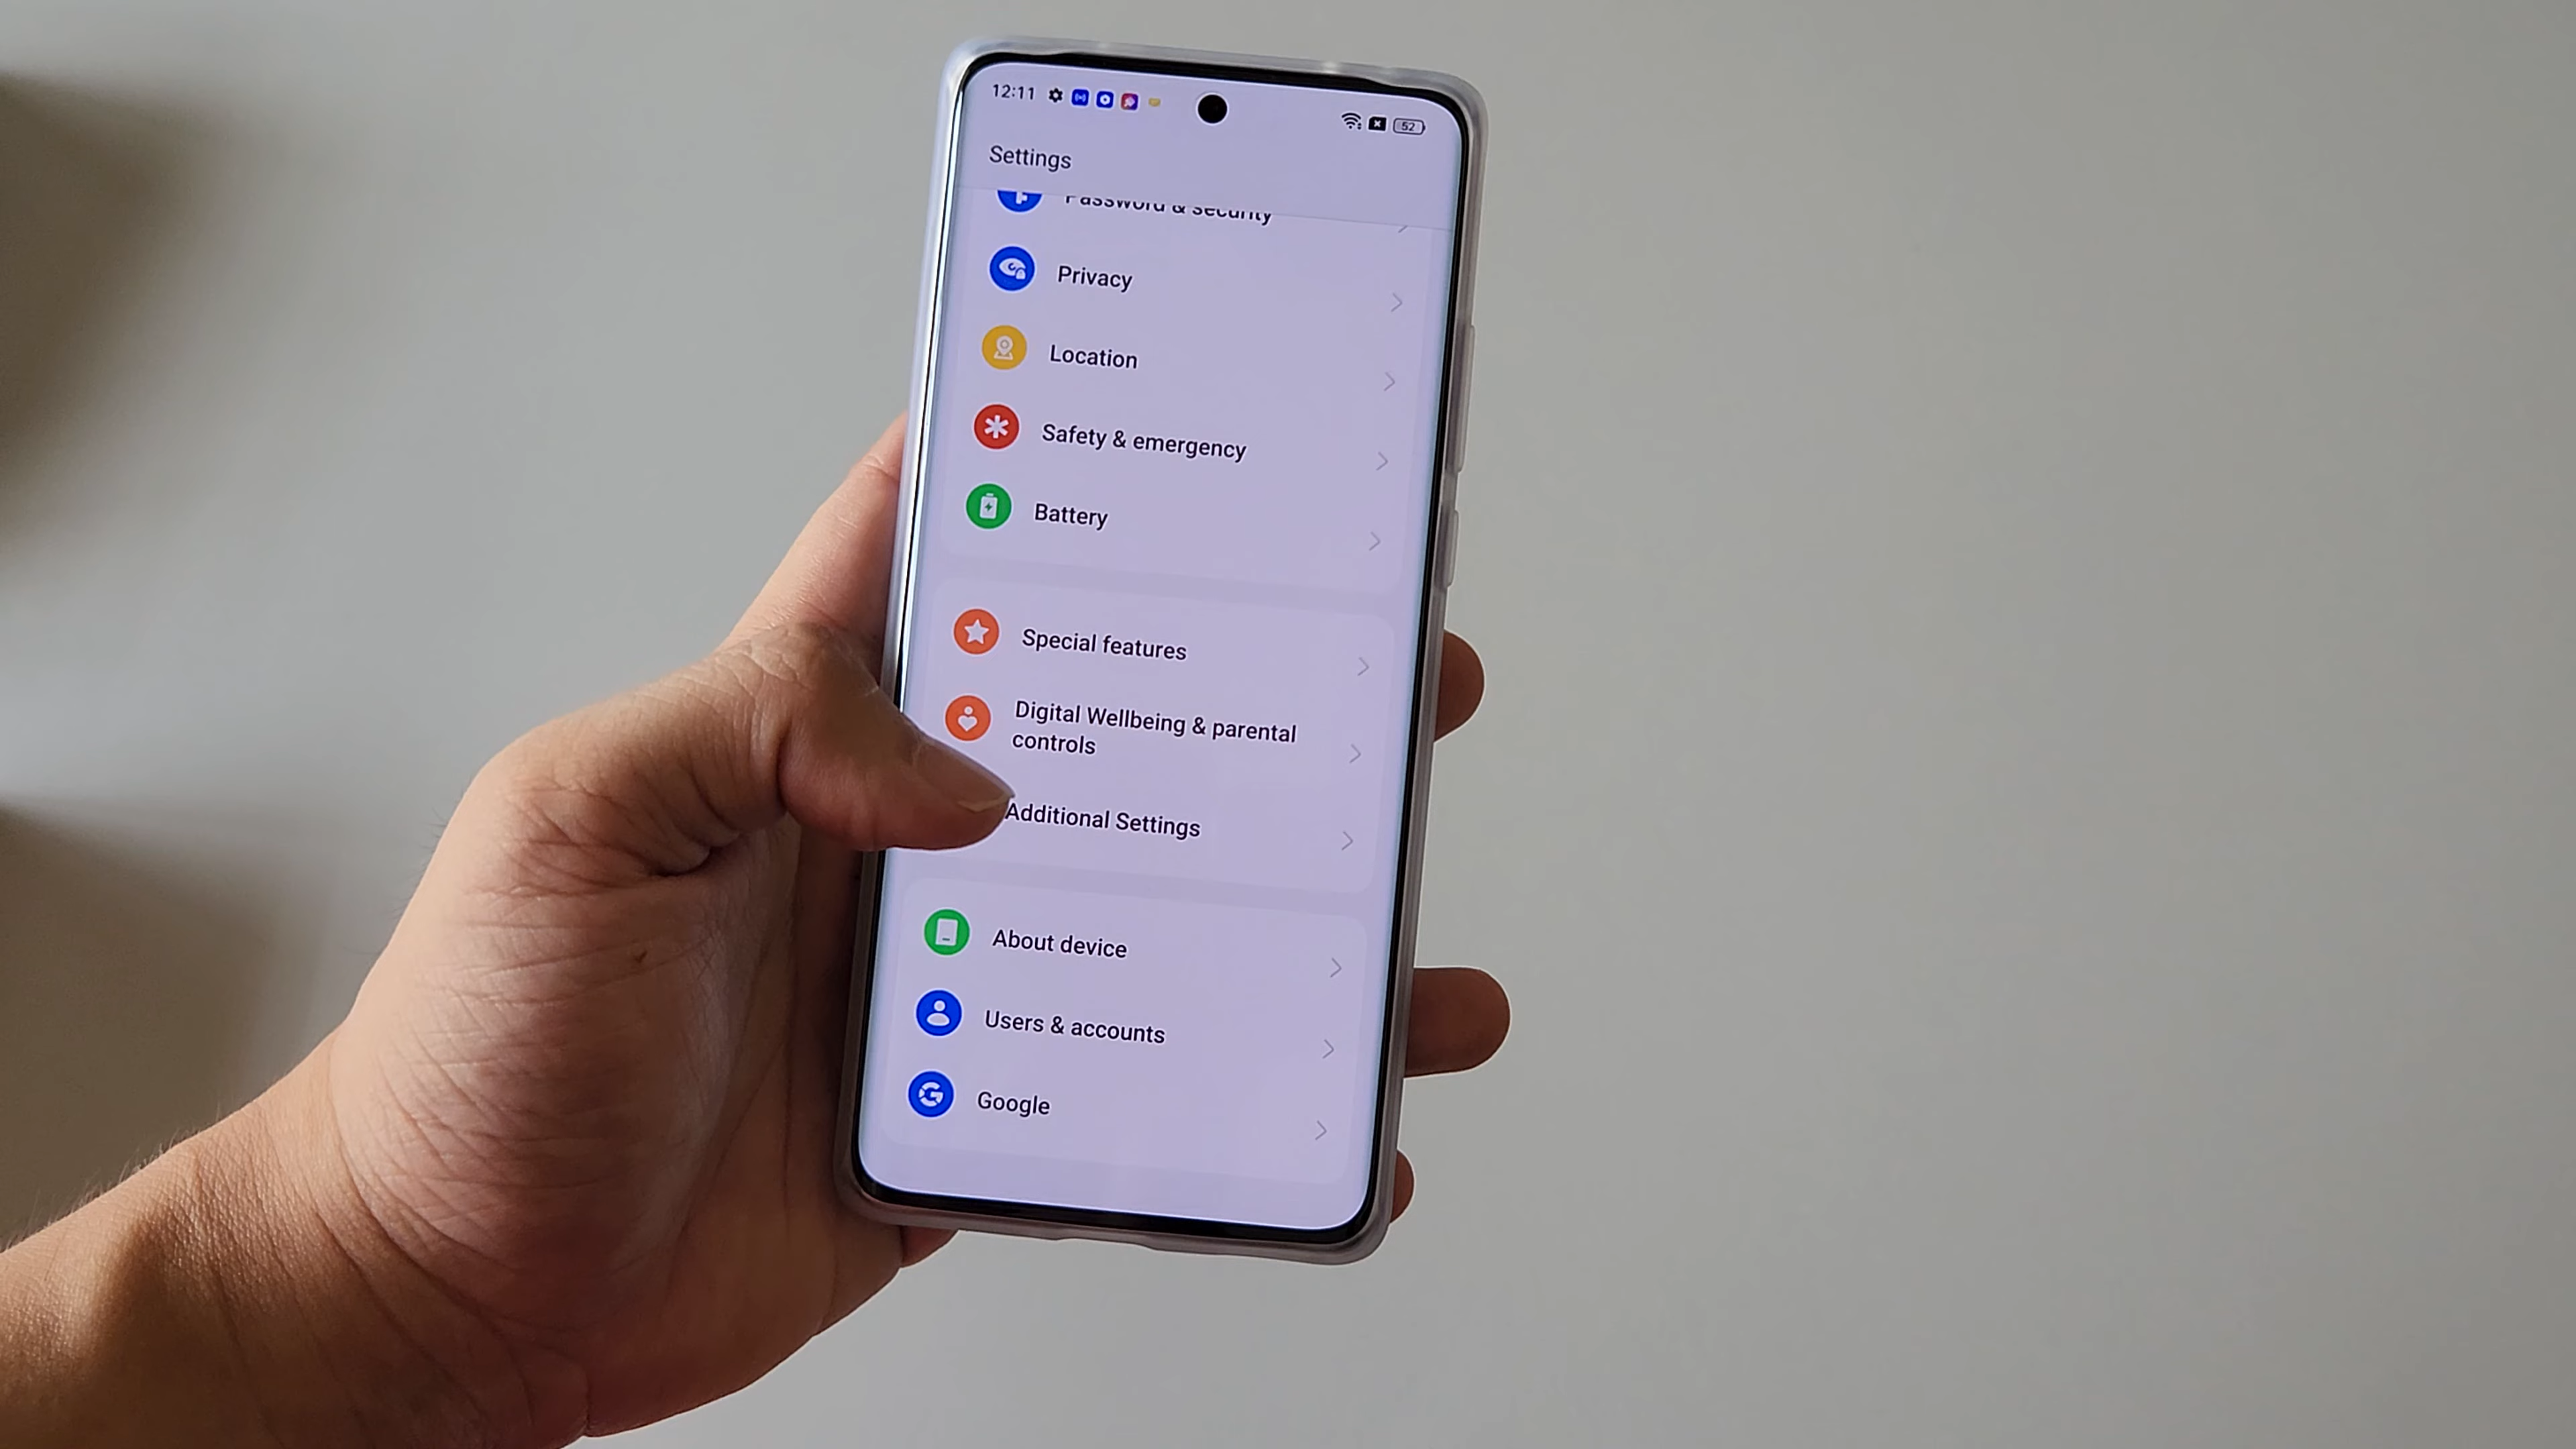 12:11
52
Settings
Password & security
Privacy
Location
Safety & emergency
Battery
Special features
Digital Wellbeing & parental
controls
Additional Settings
About device
Users & accounts
Google